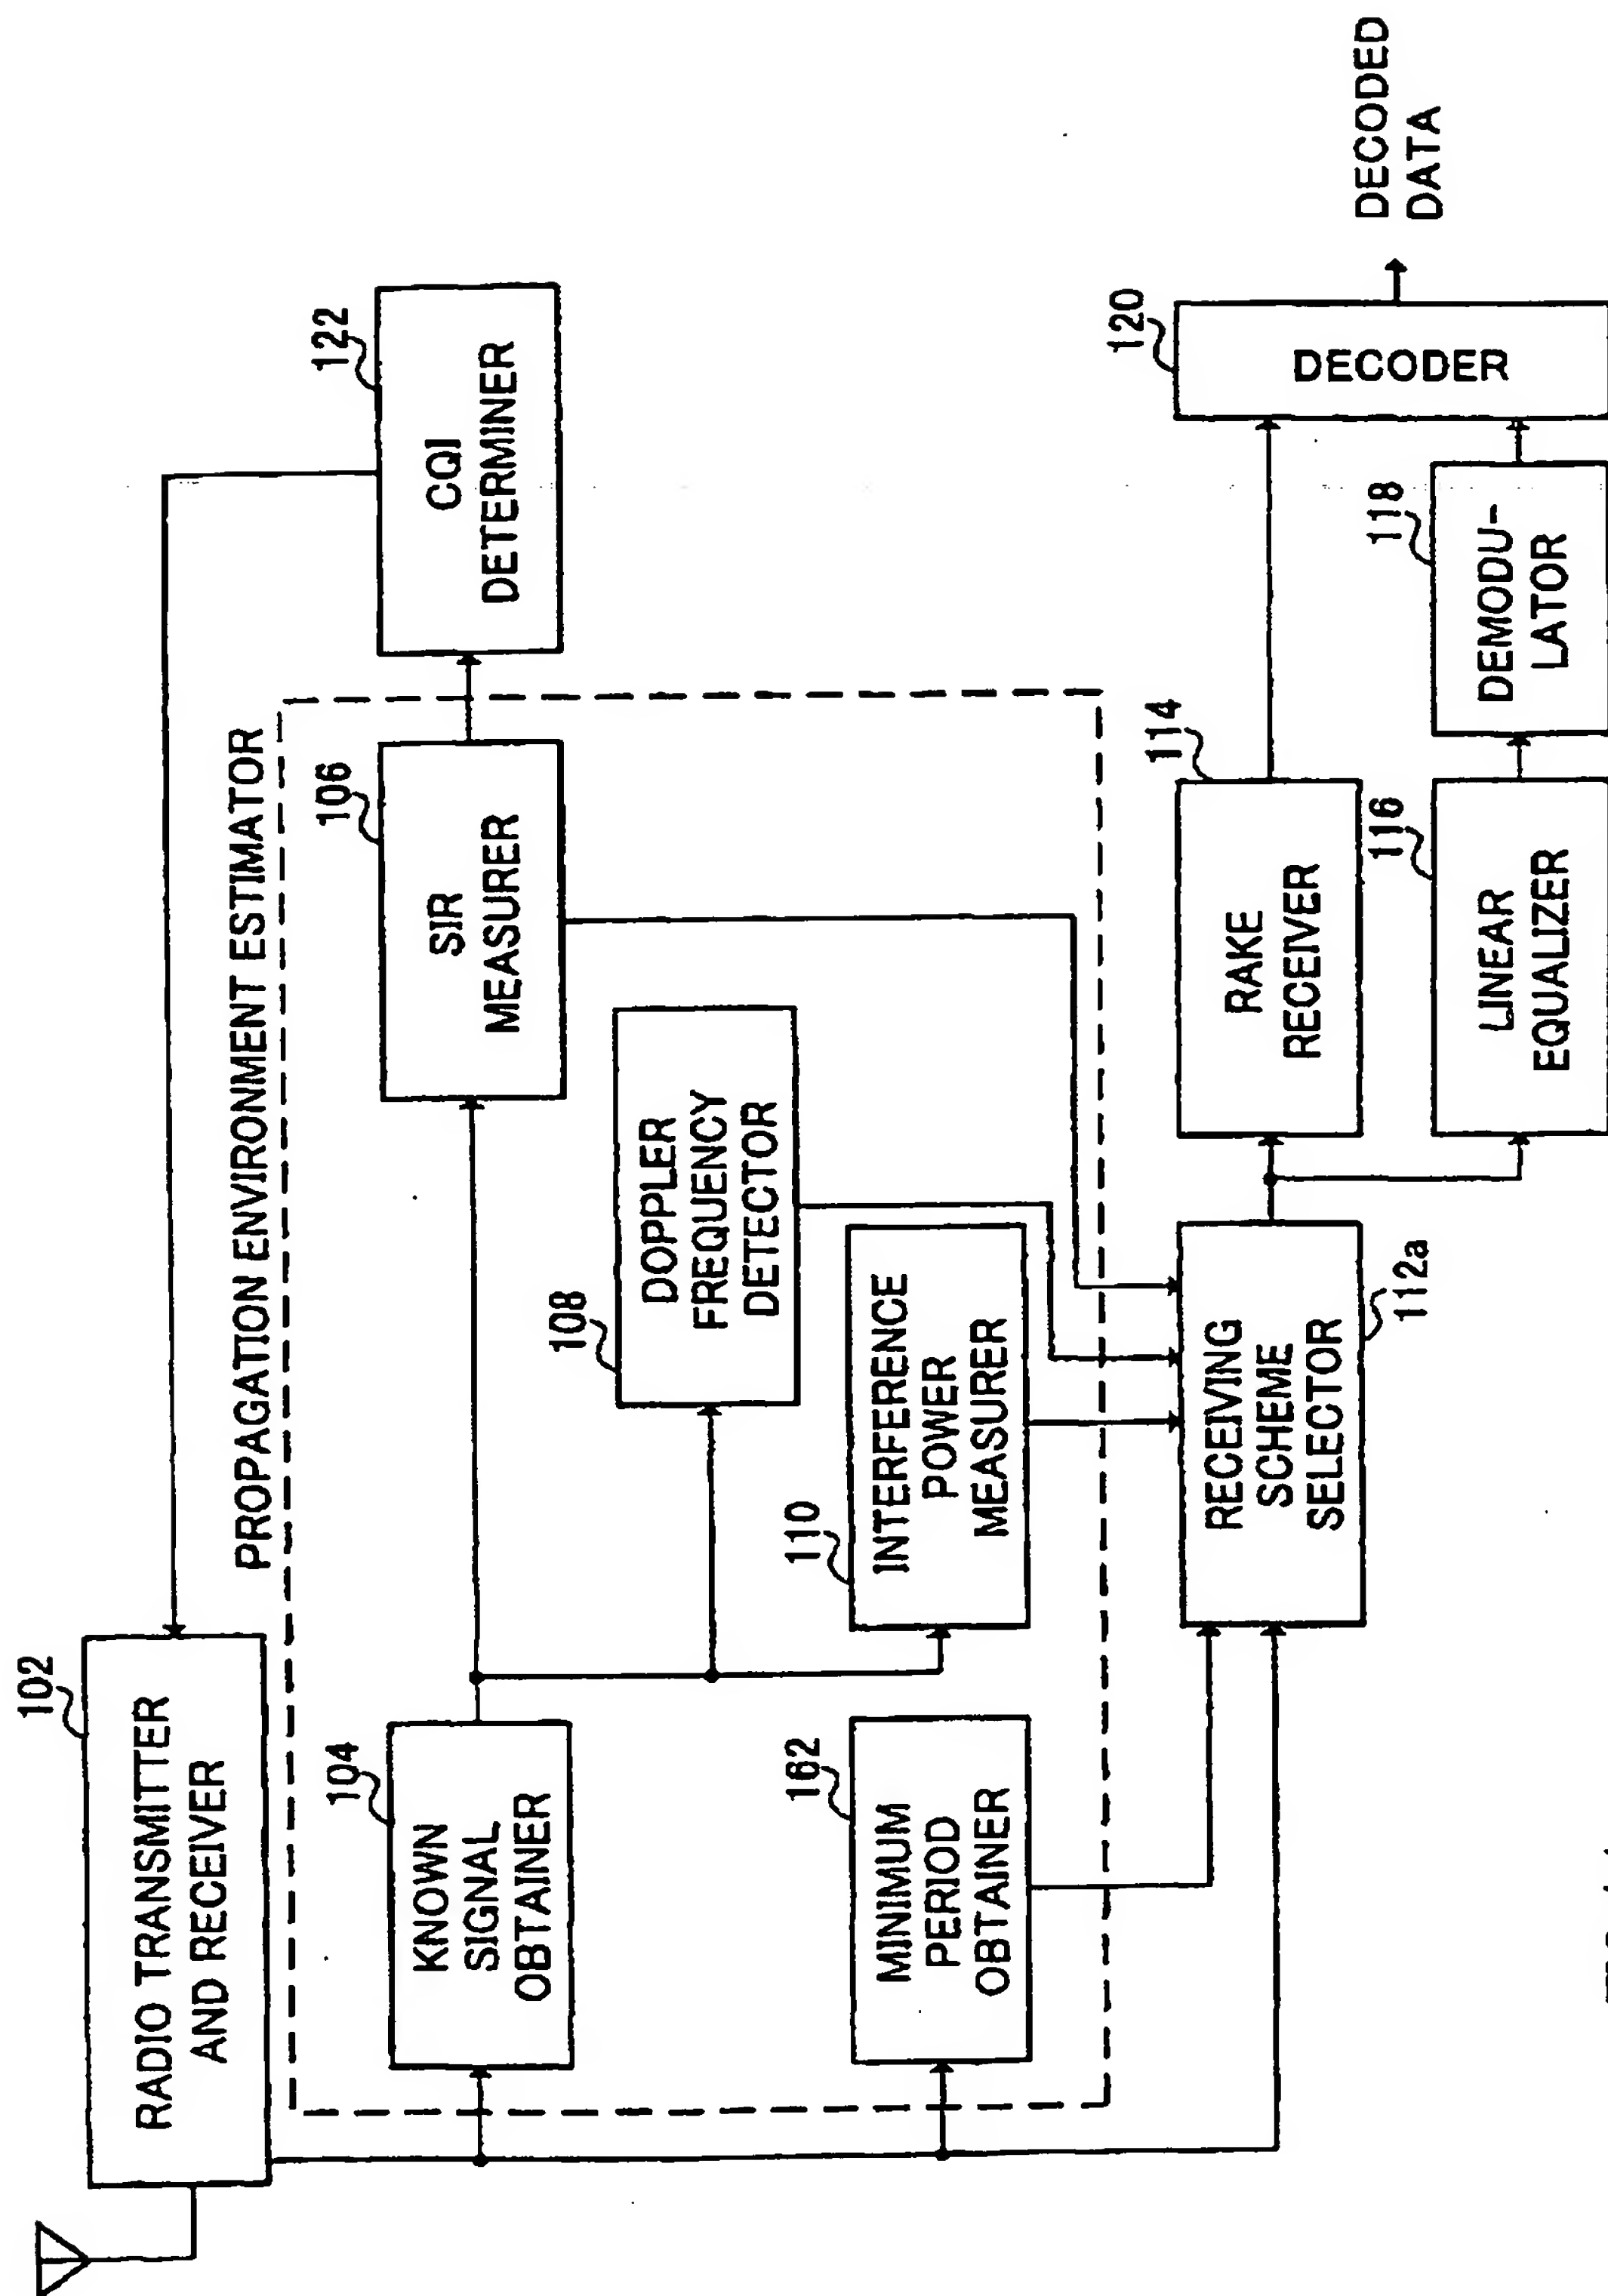 102
RADIO TRANSMITTER
AND RECEIVER
PROPAGATION ENVIRONMENT ESTIMATOR
104
KNOWN
SIGNAL
OBTAINER
106
SIR
MEASURER
122
CQI
DETERMINER
108
DOPPLER
FREQUENCY
DETECTOR
162
MINIMUM
PERIOD
OBTAINER
110
INTERFERENCE
POWER
MEASURER
RECEIVING
SCHEME
SELECTOR
112a
114
RAKE
RECEIVER
116
LINEAR
EQUALIZER
118
DEMODU-
LATOR
120
DECODER
DECODED
DATA